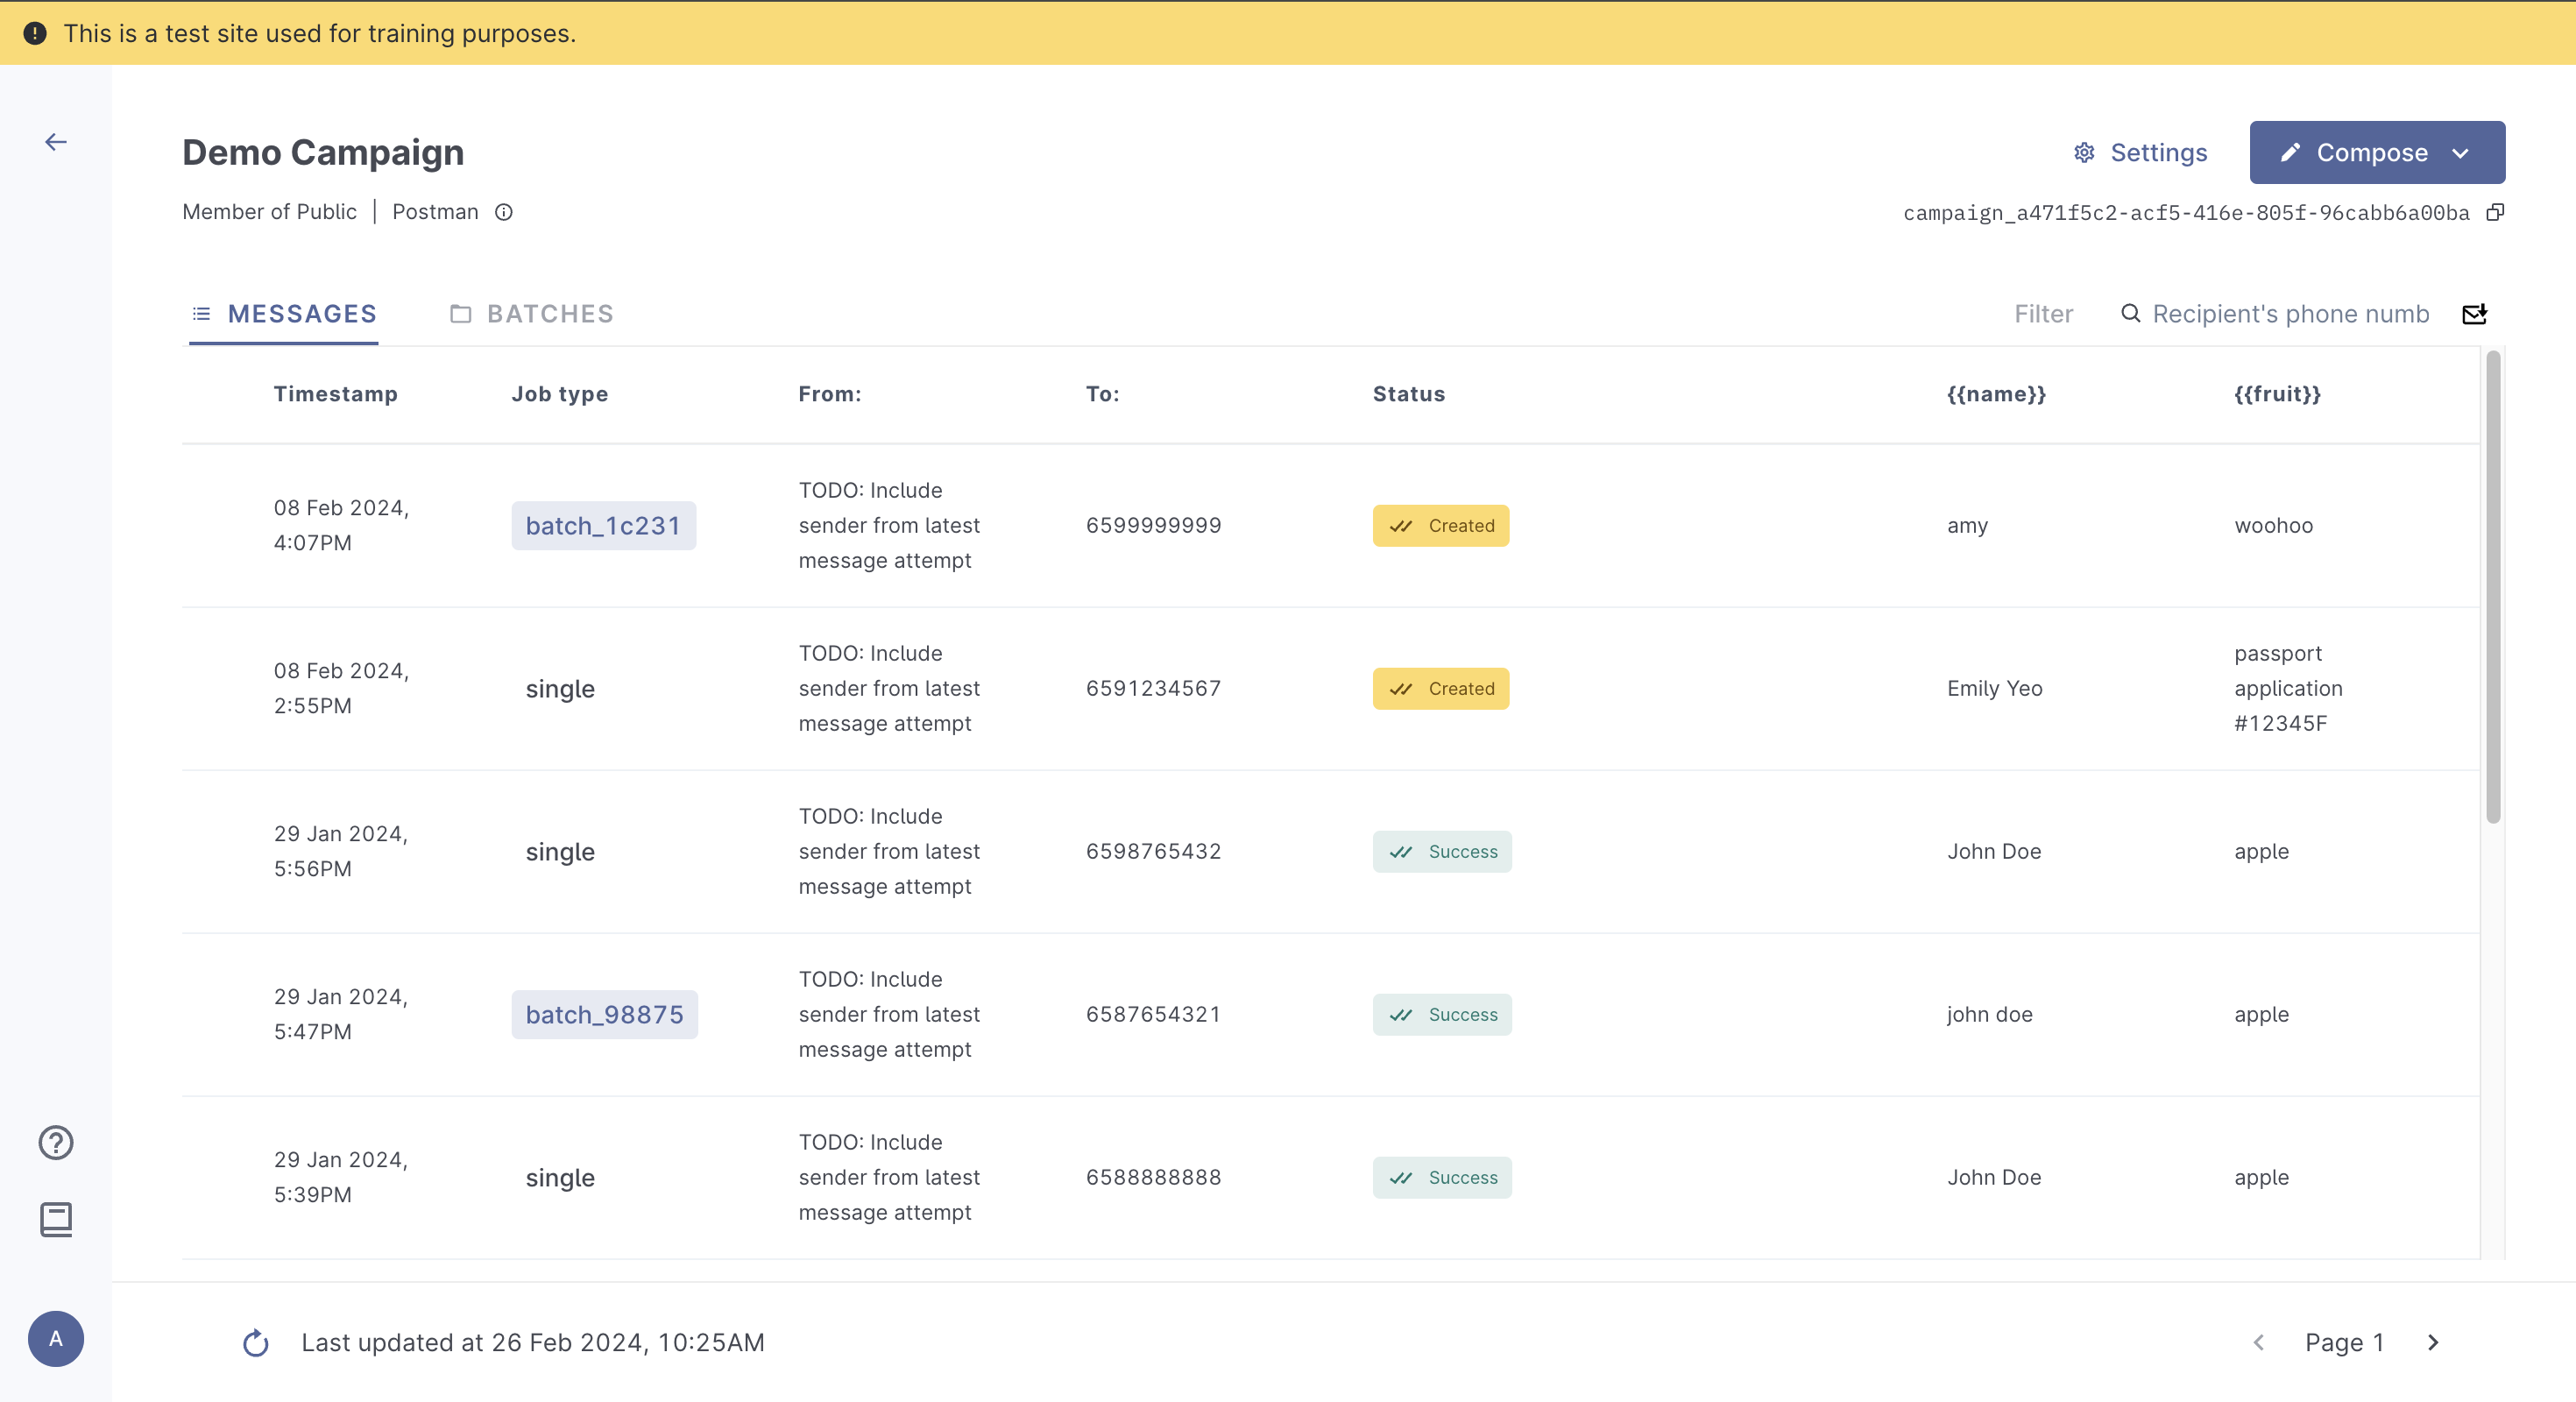 This is a test site used for training purposes.
Demo Campaign
Settings
Compose
Member of Public | Postman
campaign_a471f5c2-acf5-416e-805f-96cabb6a00ba
MESSAGES
BATCHES
Filter
Recipient's phone numb
Timestamp Job type From: To: Status {{name}} {{fruit}}
08 Feb 2024,
4:07PM
batch_1c231
TODO: Include
sender from latest
message attempt
6599999999
Created
amy
woohoo
08 Feb 2024,
2:55PM
single
TODO: Include
sender from latest
message attempt
6591234567
Created
Emily Yeo
passport
application
#12345F
29 Jan 2024,
5:56PM
single
TODO: Include
sender from latest
message attempt
6598765432
Success
John Doe
apple
29 Jan 2024,
5:47PM
batch_98875
TODO: Include
sender from latest
message attempt
6587654321
Success
john doe
apple
29 Jan 2024,
5:39PM
single
TODO: Include
sender from latest
message attempt
6588888888
Success
John Doe
apple
A
Last updated at 26 Feb 2024, 10:25AM
Page 1